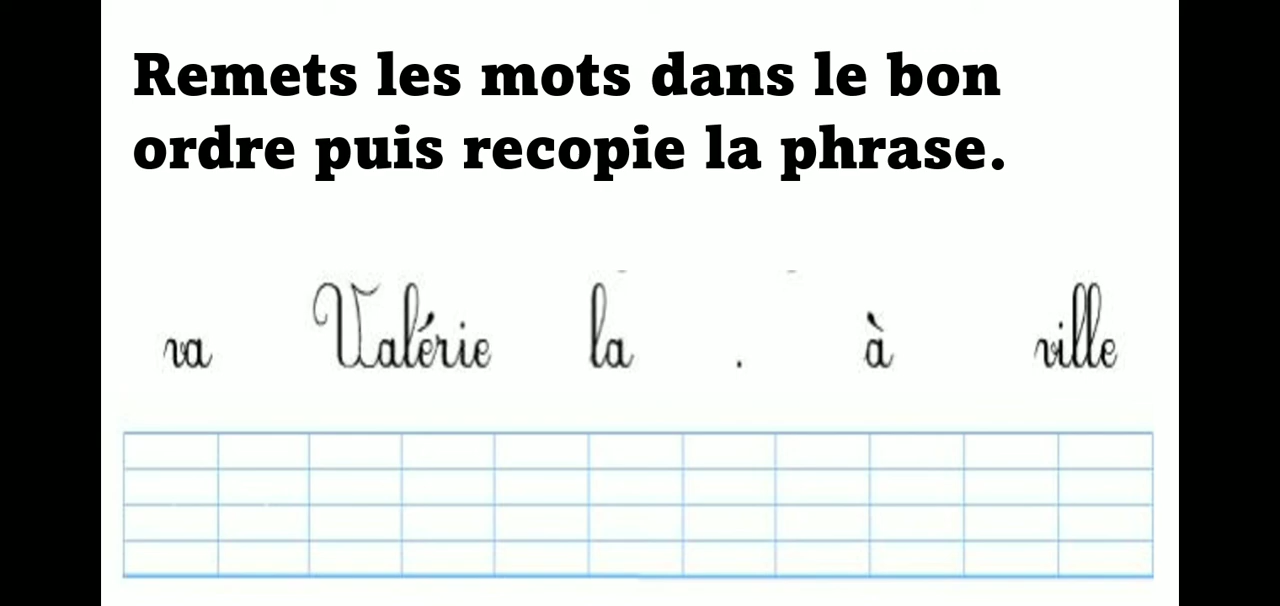 Remets les mots dans le bon
ordre puis recopie la phrase.
va Valérie la . à ville